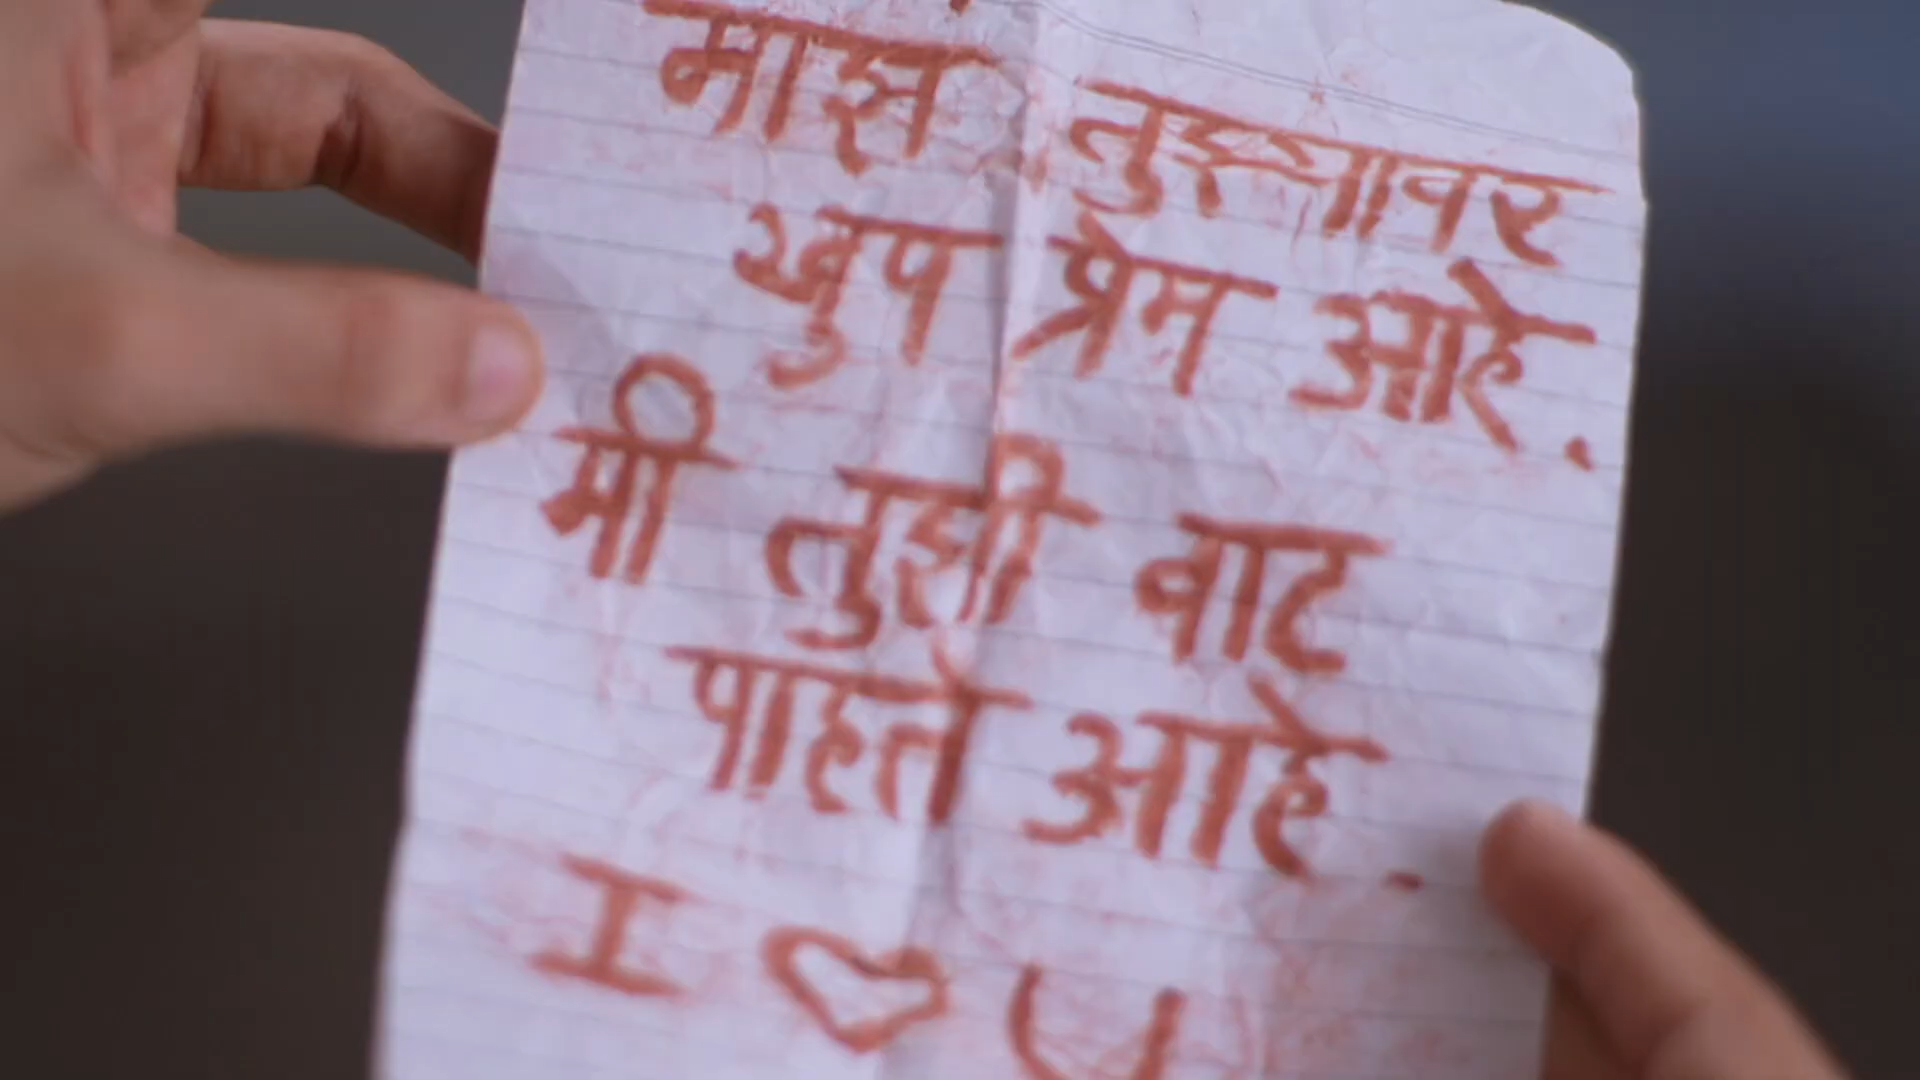 माझं तुझ्यावर
खुप प्रेम आहे.
मी तुझी वाट
पाहते आहे.
I ♡ U